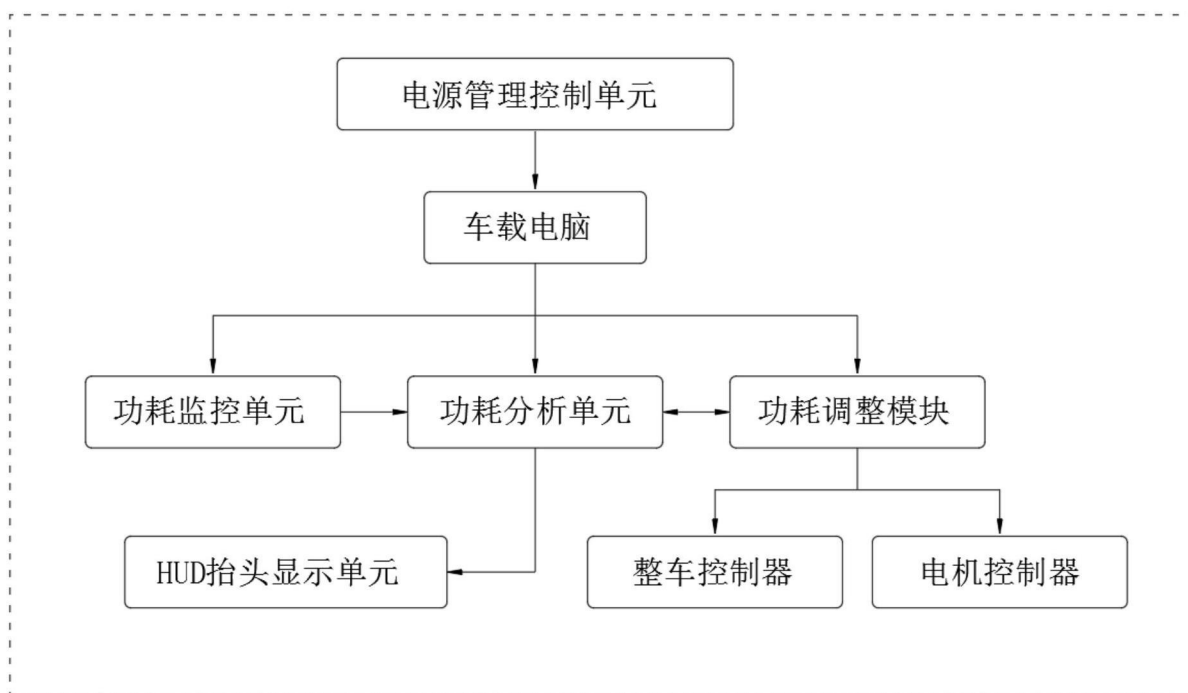 电源管理控制单元
车载电脑
功耗监控单元
功耗分析单元
功耗调整模块
HUD抬头显示单元
整车控制器
电机控制器